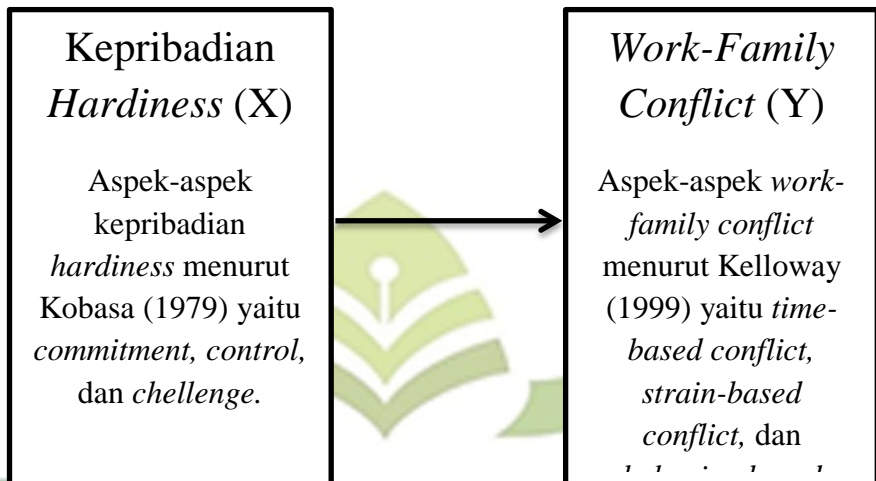 Kepribadian
Hardiness (X)
Aspek-aspek
kepribadian
hardiness menurut
Kobasa (1979) yaitu
commitment, control,
dan chellenge.
Work-Family
Conflict (Y)
Aspek-aspek work-
family conflict
menurut Kelloway
(1999) yaitu time-
based conflict,
strain-based
conflict, dan